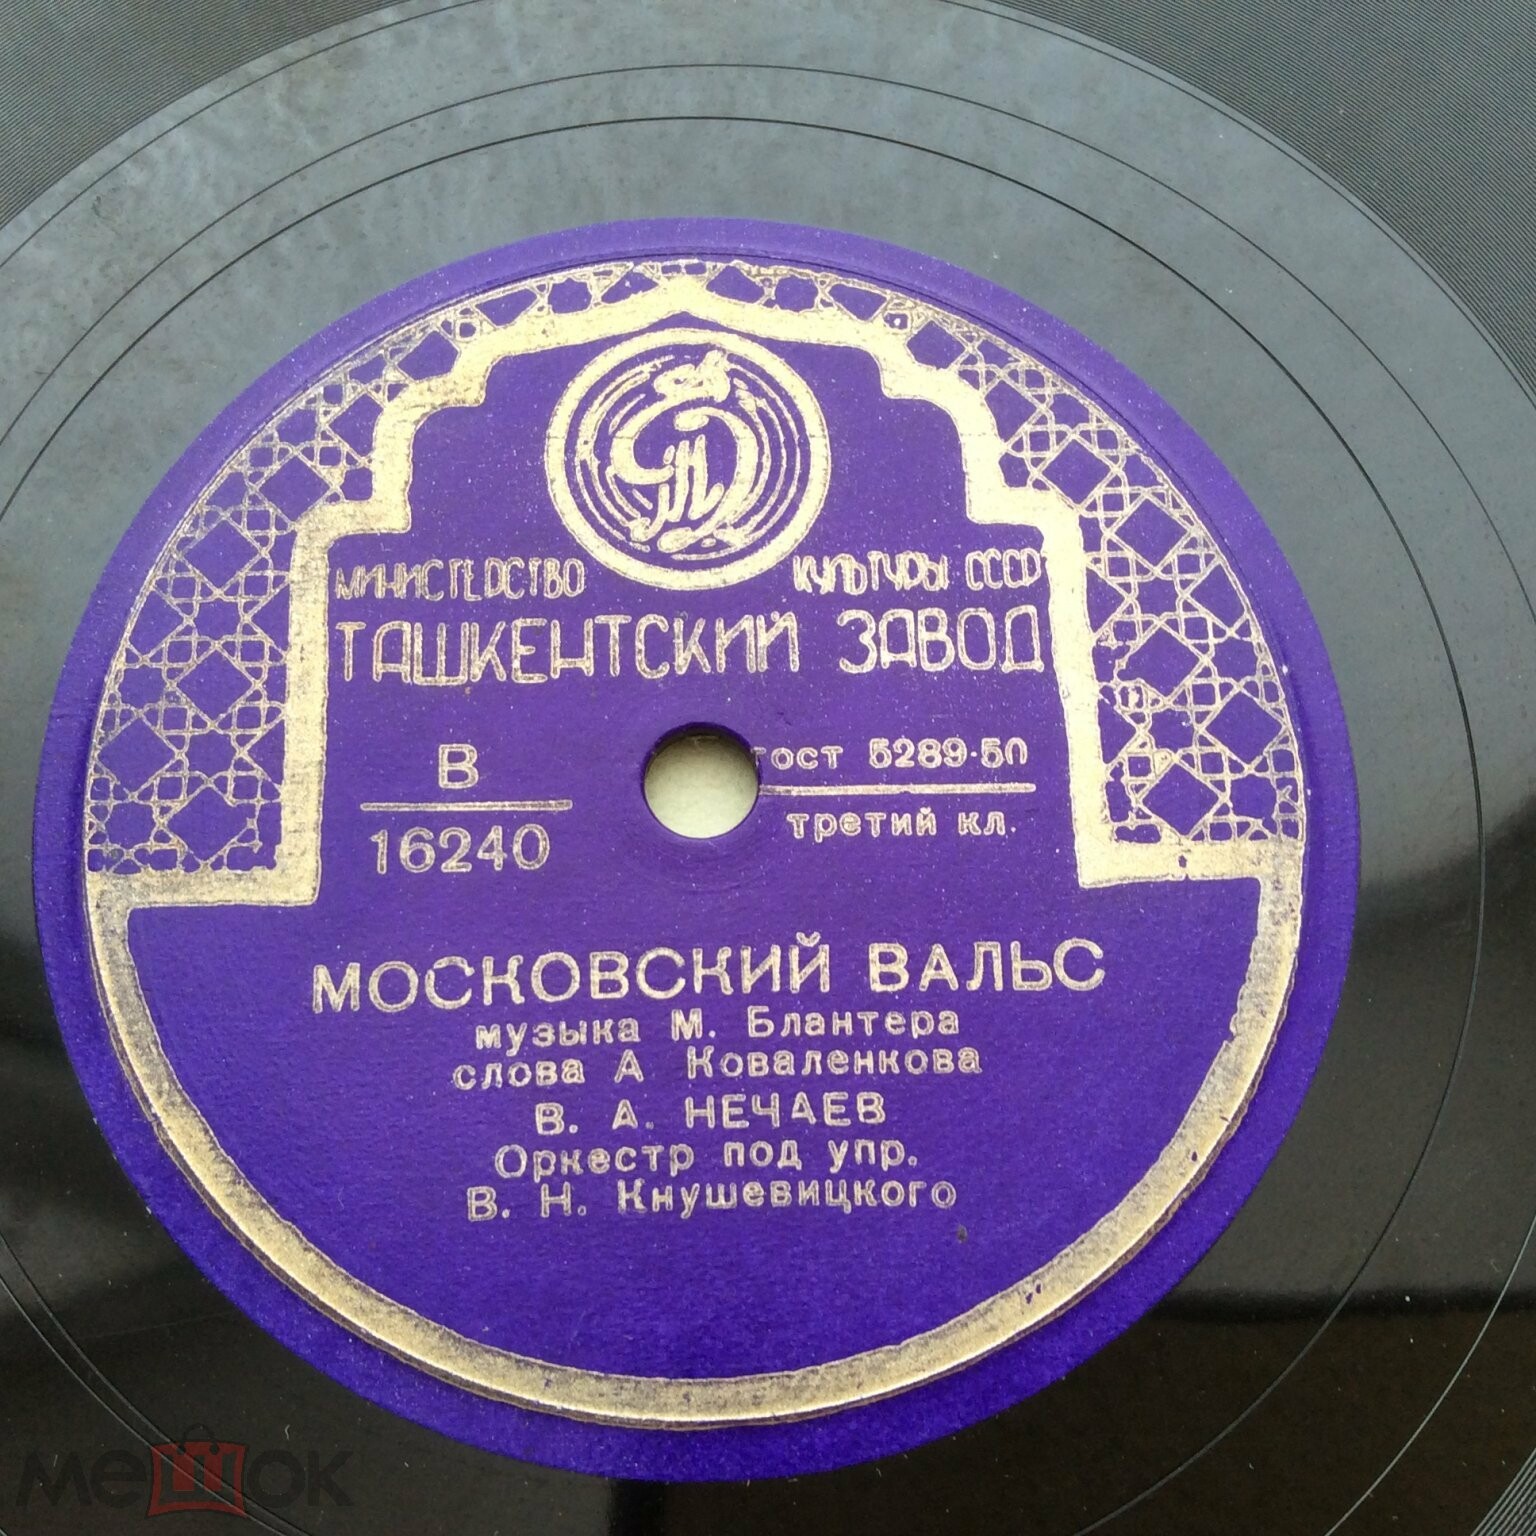 МИНИСТЕРСТВО КУЛЬТУРЫ СССР
ТАШКЕНТСКИЙ ЗАВОД
В
16240
ГОСТ 5289-50
третий кл.
МОСКОВСКИЙ ВАЛЬС
музыка М. Блантера
слова А Коваленкова
В. А. НЕЧАЕВ
Оркестр под упр.
В. Н. Кнушевицкого
мешок